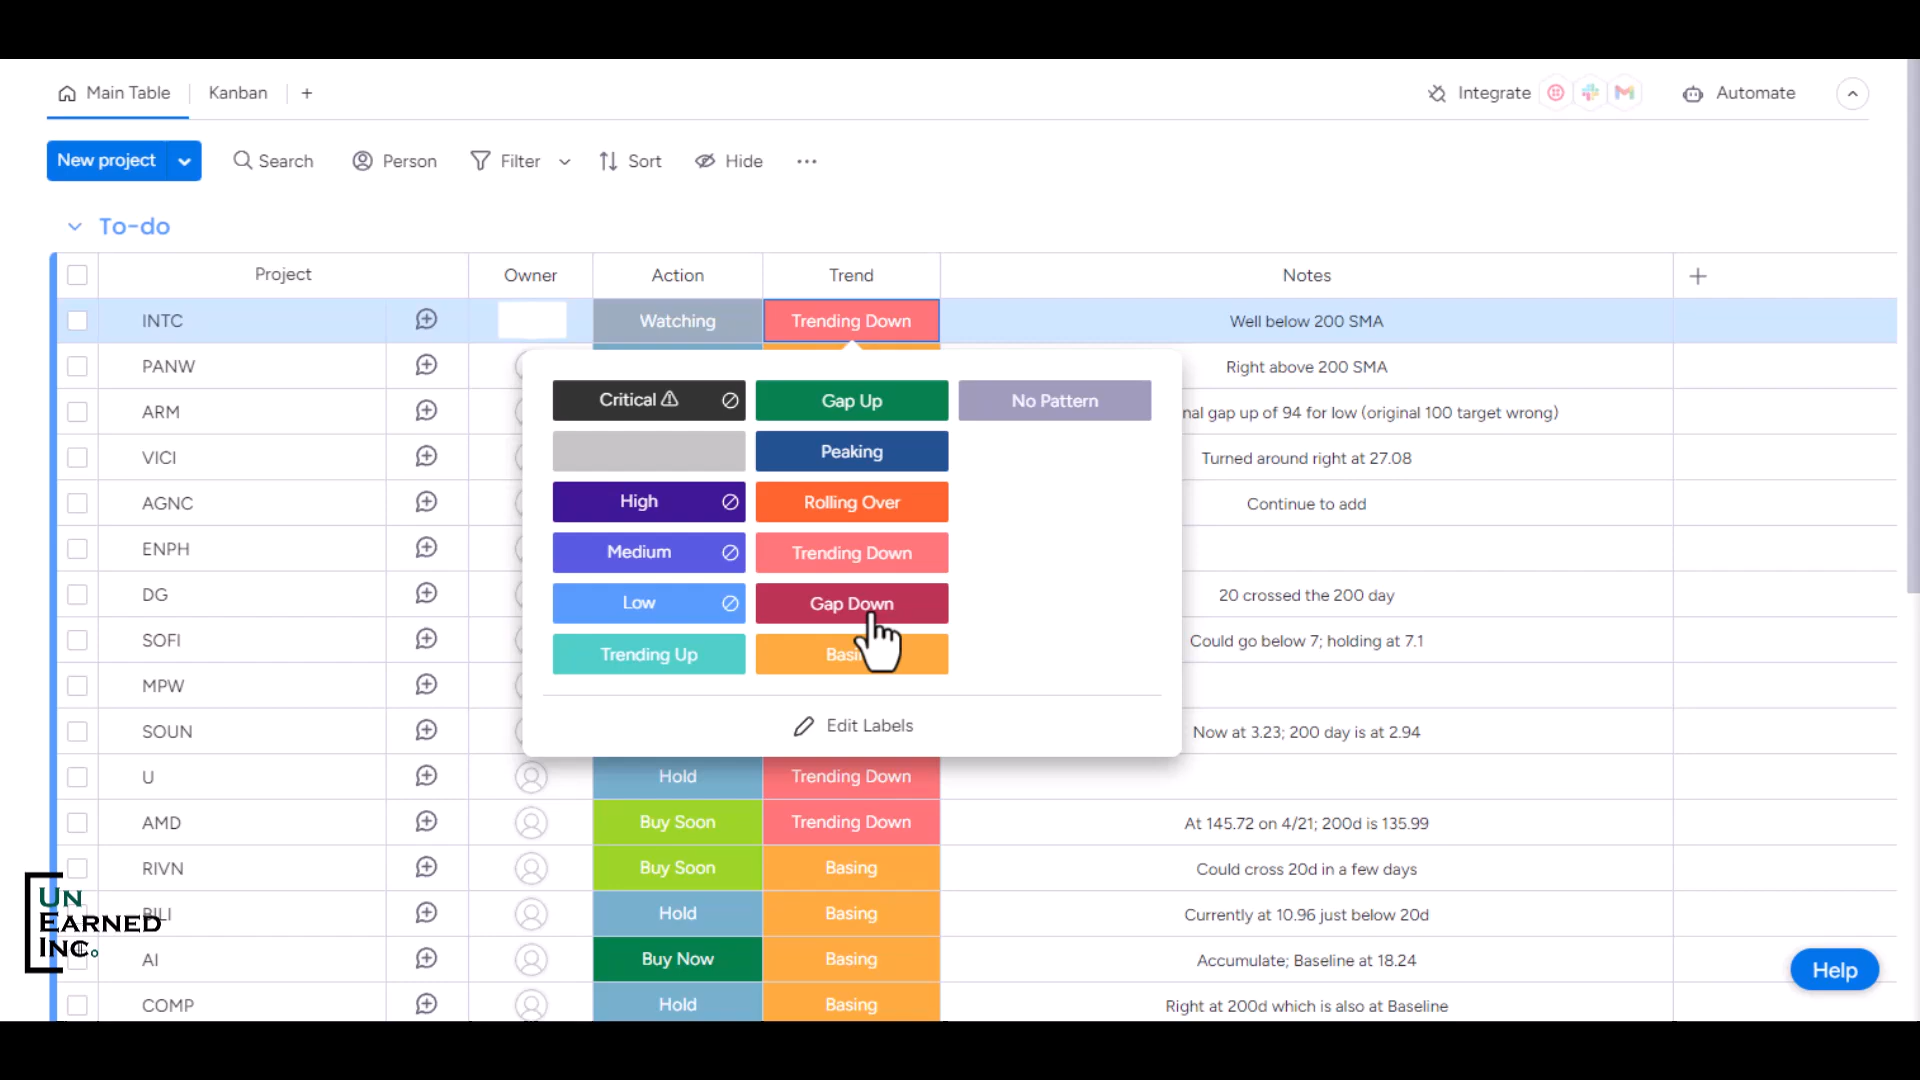 Main Table
Kanban
+
Integrate
Automate
New project
Search
Person
Filter
Sort
Hide
...
To-do
Project Owner Action Trend Notes +
INTC Watching Trending Down Well below 200 SMA
PANW Right above 200 SMA
ARM nal gap up of 94 for low (original 100 target wrong)
VICI Turned around right at 27.08
AGNC Continue to add
ENPH
DG 20 crossed the 200 day
SOFI Could go below 7; holding at 7.1
MPW
SOUN Now at 3.23; 200 day is at 2.94
Critical Gap Up No Pattern
Peaking
High Rolling Over
Medium Trending Down
Low Gap Down
Trending Up
Edit Labels
U Hold Trending Down
AMD Buy Soon Trending Down At 145.72 on 4/21; 200d is 135.99
RIVN Buy Soon Basing Could cross 20d in a few days
BILI Hold Basing Currently at 10.96 just below 20d
AI Buy Now Basing Accumulate; Baseline at 18.24
COMP Hold Basing Right at 200d which is also at Baseline
UN
EARNED
INC.
Help